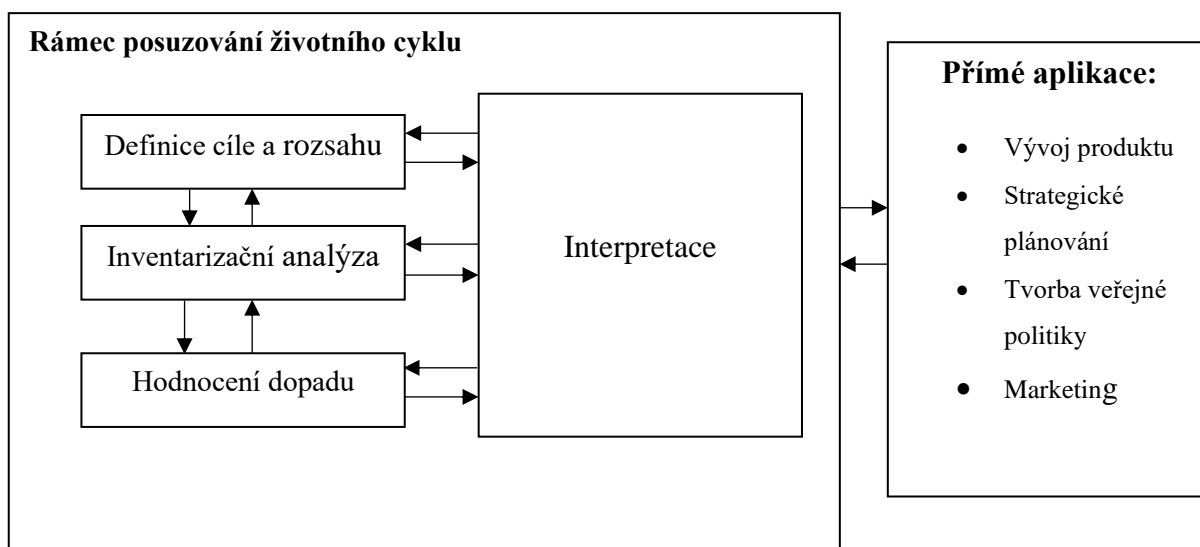 Rámec posuzování životního cyklu
Definice cíle a rozsahu
Inventarizační analýza
Hodnocení dopadu
Interpretace
Přímé aplikace:
• Vývoj produktu
• Strategické
plánování
• Tvorba veřejné
politiky
• Marketing